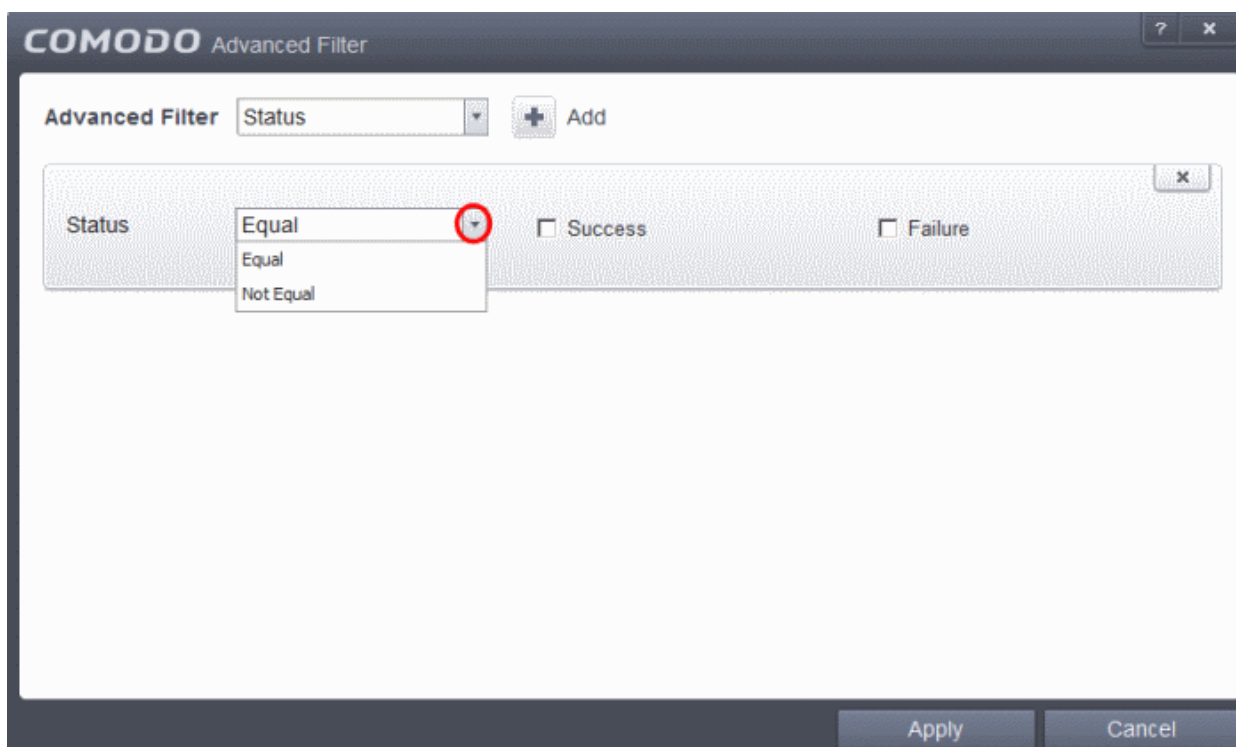 COMODO Advanced Filter ? x
Advanced Filter Status + Add
x
Status Equal Success Failure
Equal
Not Equal
Apply Cancel